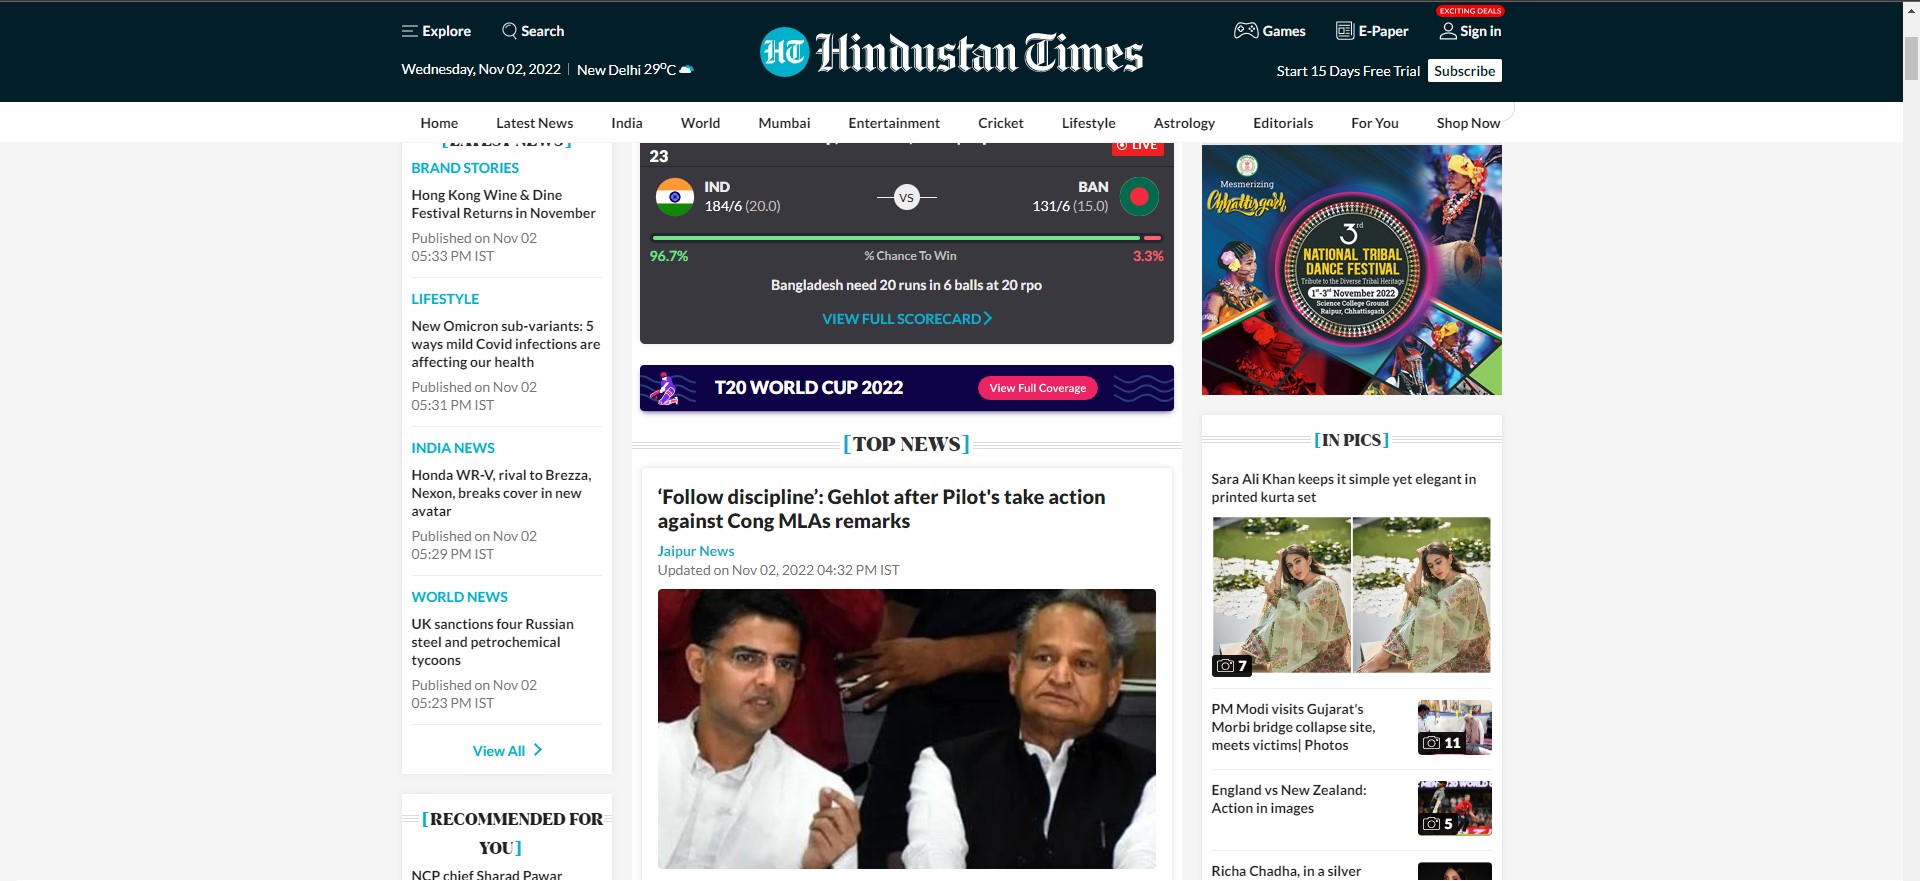 Explore
Search
HT Hindustan Times
Games
E-Paper
EXCITING DEALS
Sign in
Wednesday, Nov 02, 2022
New Delhi 29°C
Start 15 Days Free Trial
Subscribe
Home
Latest News
India
World
Mumbai
Entertainment
Cricket
Lifestyle
Astrology
Editorials
For You
Shop Now
[LATEST NEWS]
BRAND STORIES
Hong Kong Wine & Dine
Festival Returns in November
Published on Nov 02
05:33 PM IST
LIFESTYLE
New Omicron sub-variants: 5
ways mild Covid infections are
affecting our health
Published on Nov 02
05:31 PM IST
INDIA NEWS
Honda WR-V, rival to Brezza,
Nexon, breaks cover in new
avatar
Published on Nov 02
05:29 PM IST
WORLD NEWS
UK sanctions four Russian
steel and petrochemical
tycoons
Published on Nov 02
05:23 PM IST
View All
[RECOMMENDED FOR
YOU]
NCP chief Sharad Pawar
23
LIVE
IND
184/6 (20.0)
VS
BAN
131/6 (15.0)
96.7%
% Chance To Win
3.3%
Bangladesh need 20 runs in 6 balls at 20 rpo
VIEW FULL SCORECARD
T20 WORLD CUP 2022
View Full Coverage
[TOP NEWS]
‘Follow discipline’: Gehlot after Pilot's take action
against Cong MLAs remarks
Jaipur News
Updated on Nov 02, 2022 04:32 PM IST
Mesmerizing
Chhattisgarh
3rd
NATIONAL TRIBAL
DANCE FESTIVAL
Tribute to the Diverse Tribal Heritage
1st-3rd November 2022
Science College Ground
Raipur, Chhattisgarh
[IN PICS]
Sara Ali Khan keeps it simple yet elegant in
printed kurta set
7
PM Modi visits Gujarat's
Morbi bridge collapse site,
meets victims| Photos
11
England vs New Zealand:
Action in images
5
Richa Chadha, in a silver